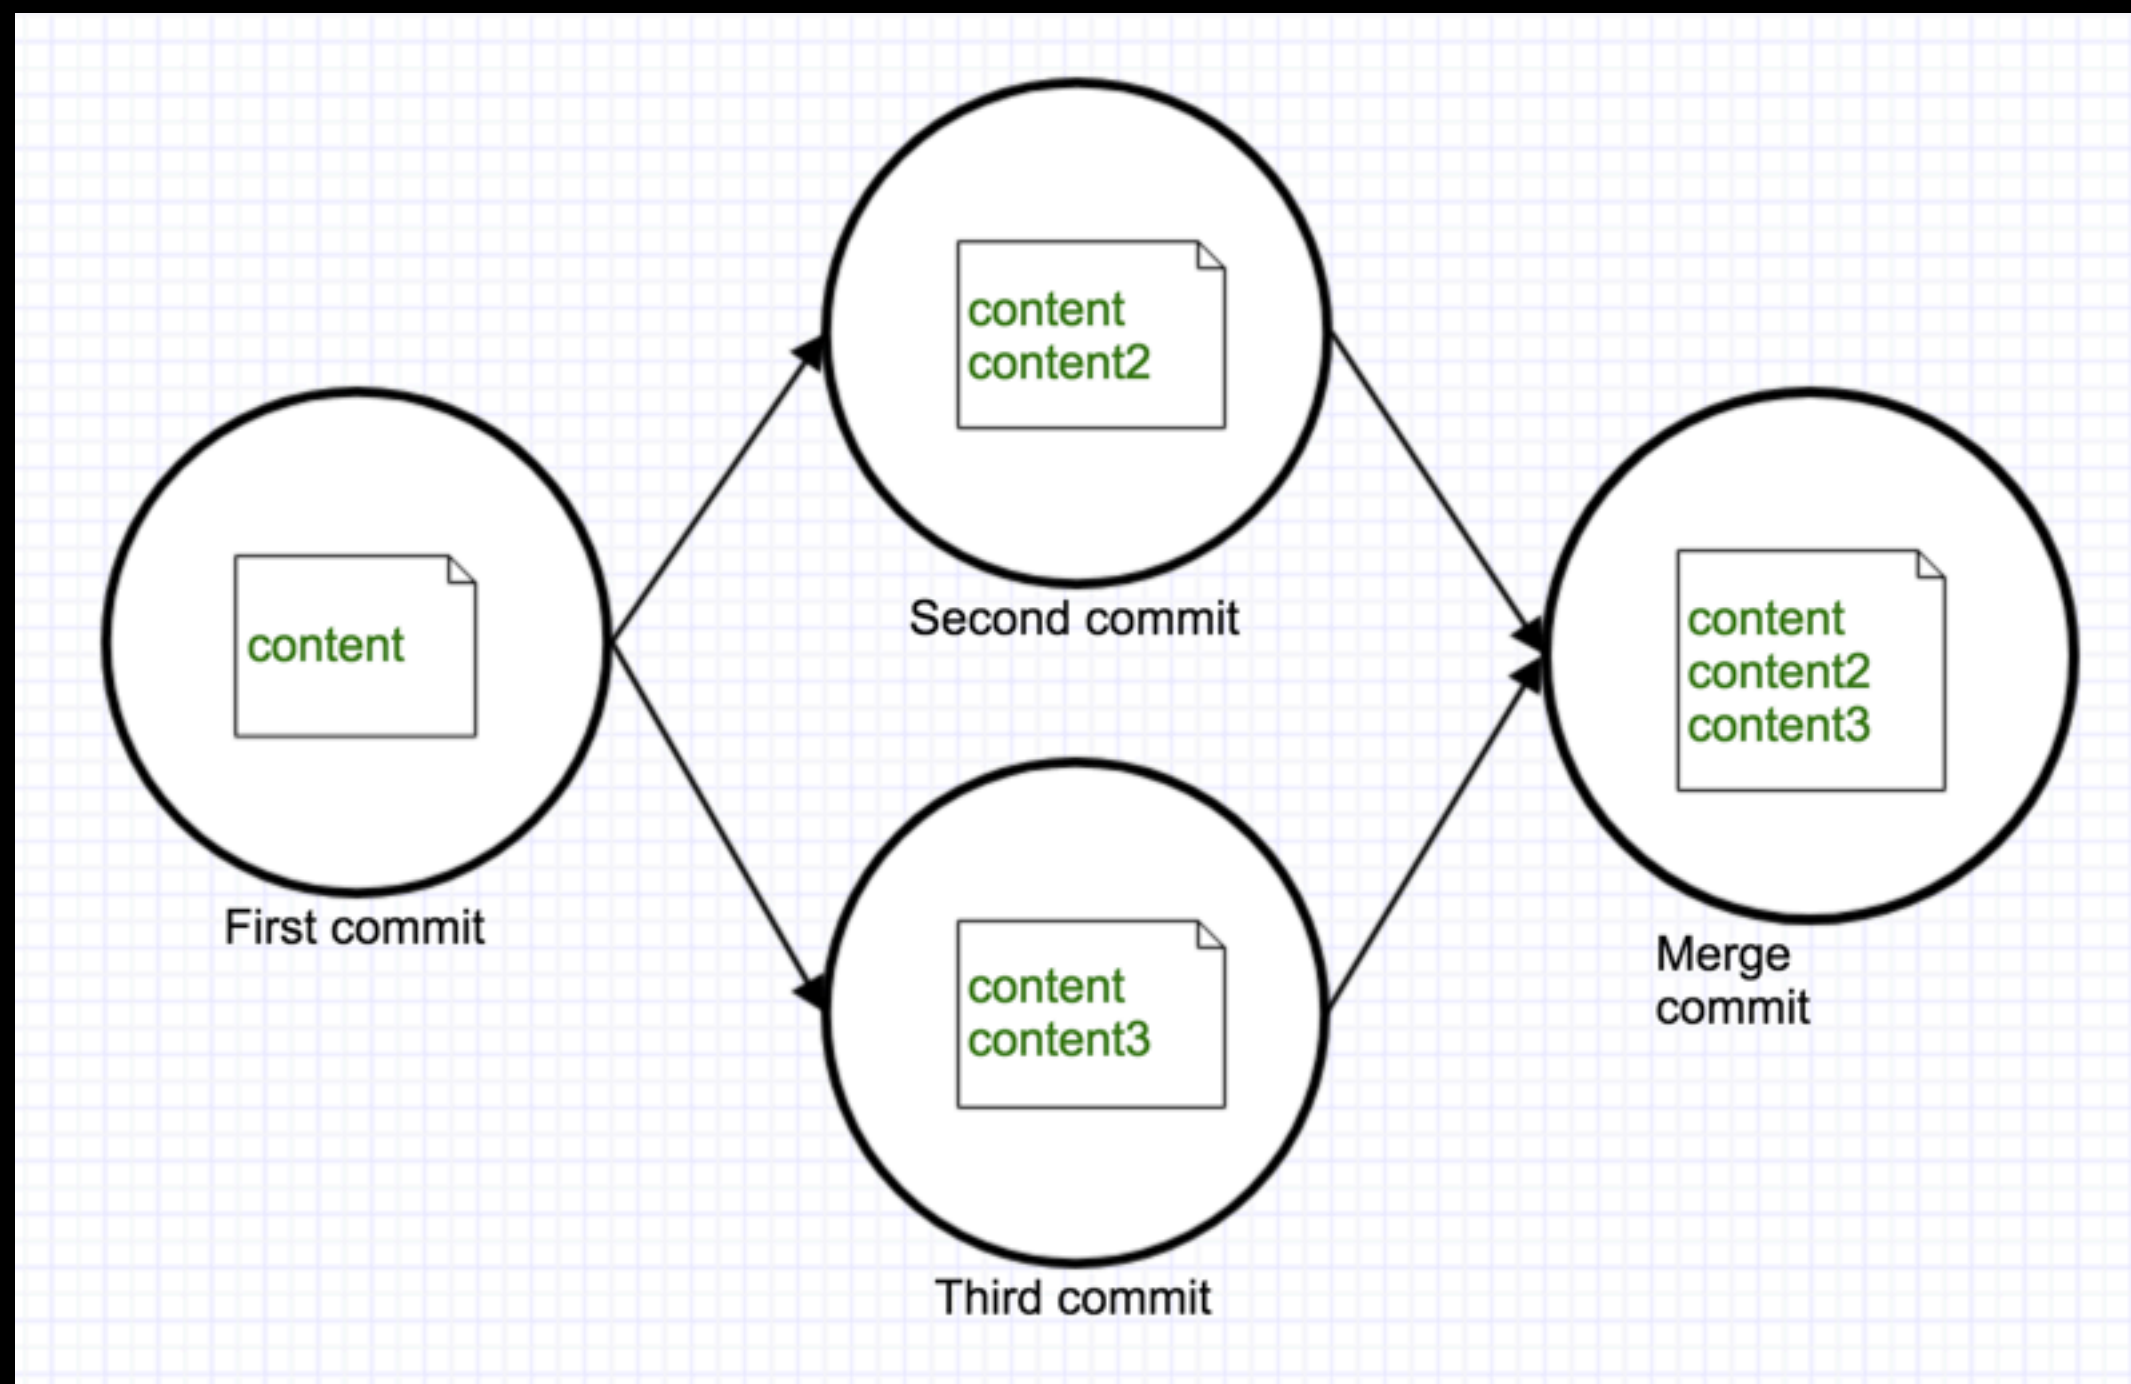 content
First commit
content
content2
Second commit
content
content3
Third commit
content
content2
content3
Merge
commit